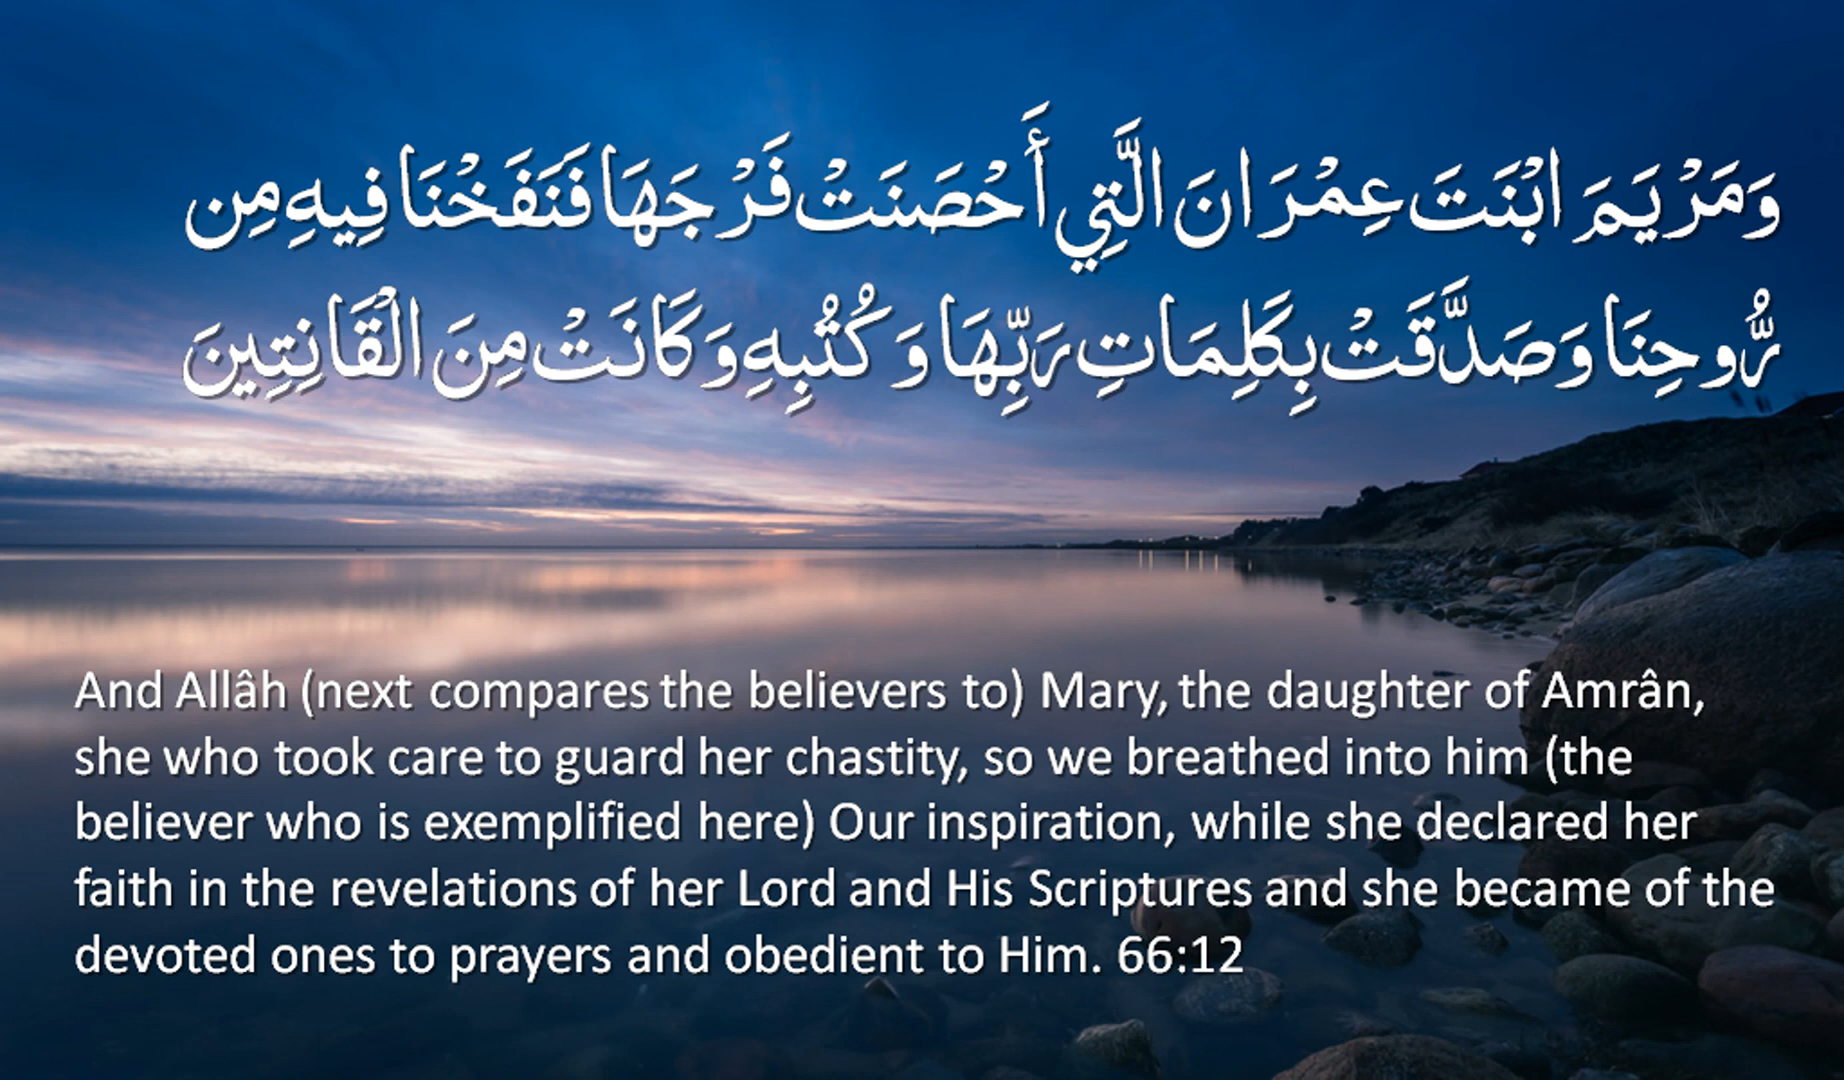 وَمَرْيَمَ ابْنَتَ عِمْرَانَ الَّتِي أَحْصَنَتْ فَرْجَهَا فَنَفَخْنَا فِيهِ مِن
رُّوحِنَا وَصَدَّقَتْ بِكَلِمَاتِ رَبِّهَا وَكُتُبِهِ وَكَانَتْ مِنَ الْقَانِتِينَ
And Allâh (next compares the believers to) Mary, the daughter of Amrân,
she who took care to guard her chastity, so we breathed into him (the
believer who is exemplified here) Our inspiration, while she declared her
faith in the revelations of her Lord and His Scriptures and she became of the
devoted ones to prayers and obedient to Him. 66:12